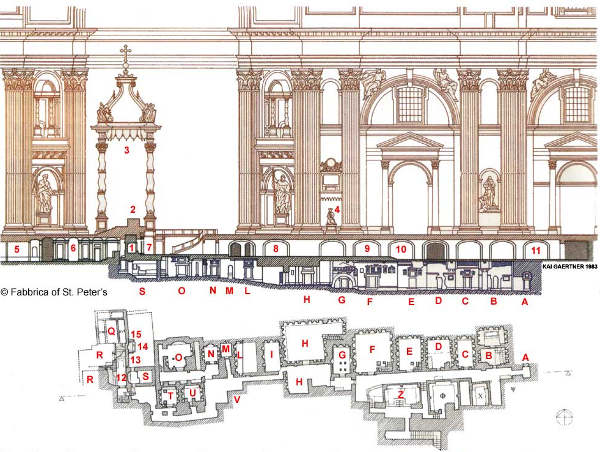 3
2
4
5 6 1 7 8 9 10 11
KAI GAERTNER 1983
© Fabbrica of St. Peter's
S O N M L H G F E D C B A
Q 15
14
R 13
R 12 S O N M L I H G F E D C B A
H
T U V Z X